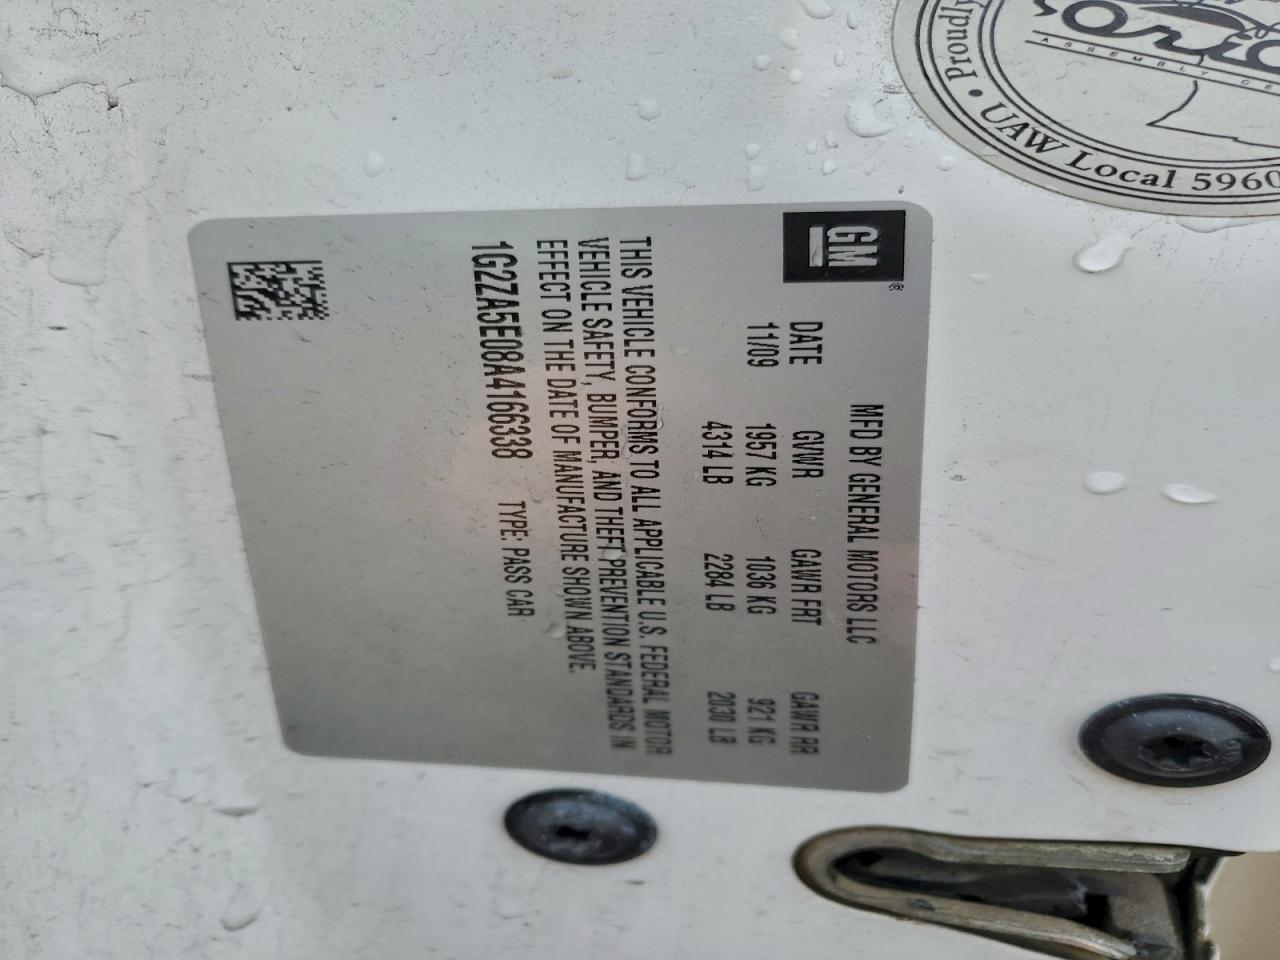 GM®
MFD BY GENERAL MOTORS LLC
DATE GVWR GAWR FRT GAWR RR
11/09 1957 KG 1036 KG 921 KG
4314 LB 2284 LB 2030 LB
THIS VEHICLE CONFORMS TO ALL APPLICABLE U.S. FEDERAL MOTOR
VEHICLE SAFETY, BUMPER, AND THEFT PREVENTION STANDARDS IN
EFFECT ON THE DATE OF MANUFACTURE SHOWN ABOVE.
1G2ZA5E08A4166338 TYPE: PASS CAR
Proudly
• UAW Local 5960